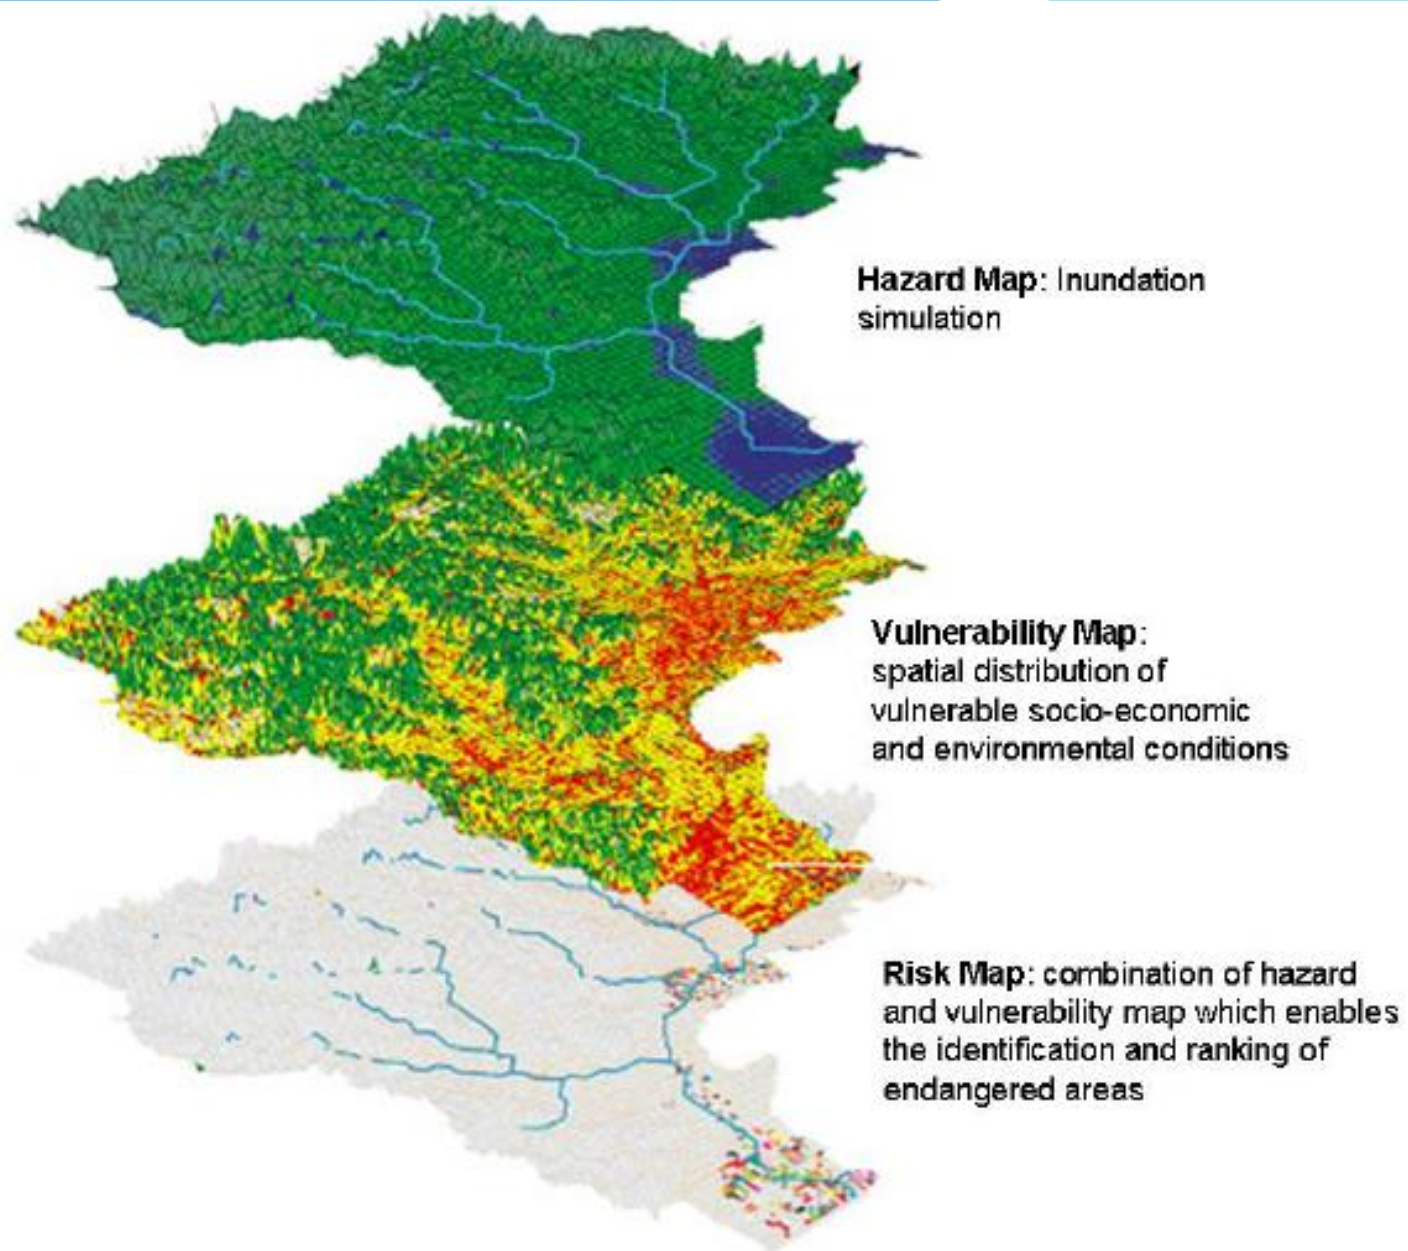 Hazard Map: Inundation
simulation
Vulnerability Map:
spatial distribution of
vulnerable socio-economic
and environmental conditions
Risk Map: combination of hazard
and vulnerability map which enables
the identification and ranking of
endangered areas